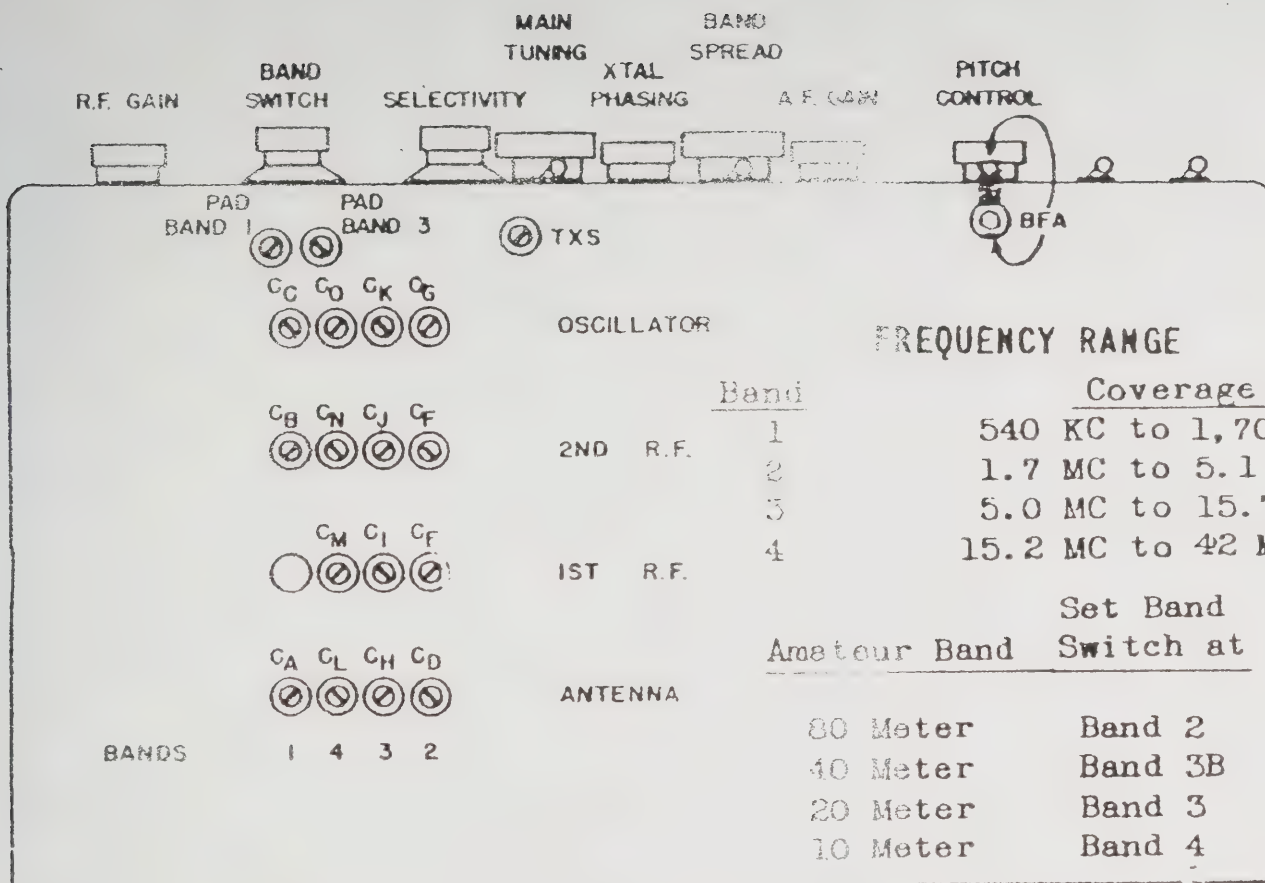 MAIN BAND
TUNING SPREAD
BAND XTAL PITCH
R.F. GAIN SWITCH SELECTIVITY PHASING A.F. GAIN CONTROL
PAD PAD
BAND 1 BAND 3 TXS BFA
CC CO CK CG
OSCILLATOR
FREQUENCY RANGE
Band Coverage
CB CN CJ CF
1 540 KC to 1,70
2ND R.F.
2 1.7 MC to 5.1
3 5.0 MC to 15.
CM CI CF
4 15.2 MC to 42
1ST R.F.
Set Band
CA CL CH CD
Amateur Band Switch at
ANTENNA
80 Meter Band 2
BANDS 1 4 3 2
40 Meter Band 3B
20 Meter Band 3
10 Meter Band 4